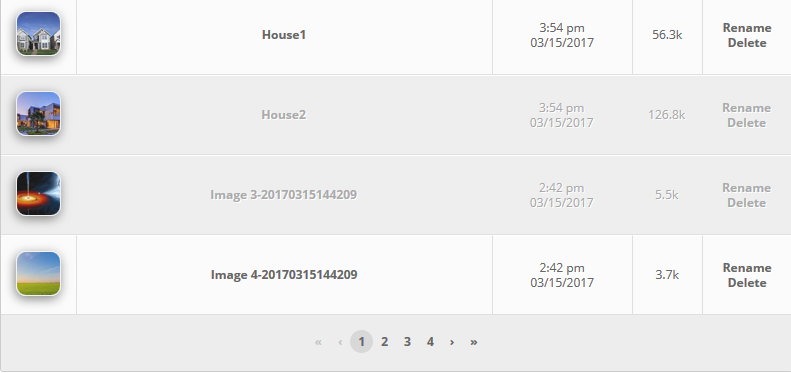 House1
3:54 pm
03/15/2017
56.3k
Rename
Delete
House2
3:54 pm
03/15/2017
126.8k
Rename
Delete
Image 3-20170315144209
2:42 pm
03/15/2017
5.5k
Rename
Delete
Image 4-20170315144209
2:42 pm
03/15/2017
3.7k
Rename
Delete
« ‹ 1 2 3 4 › »